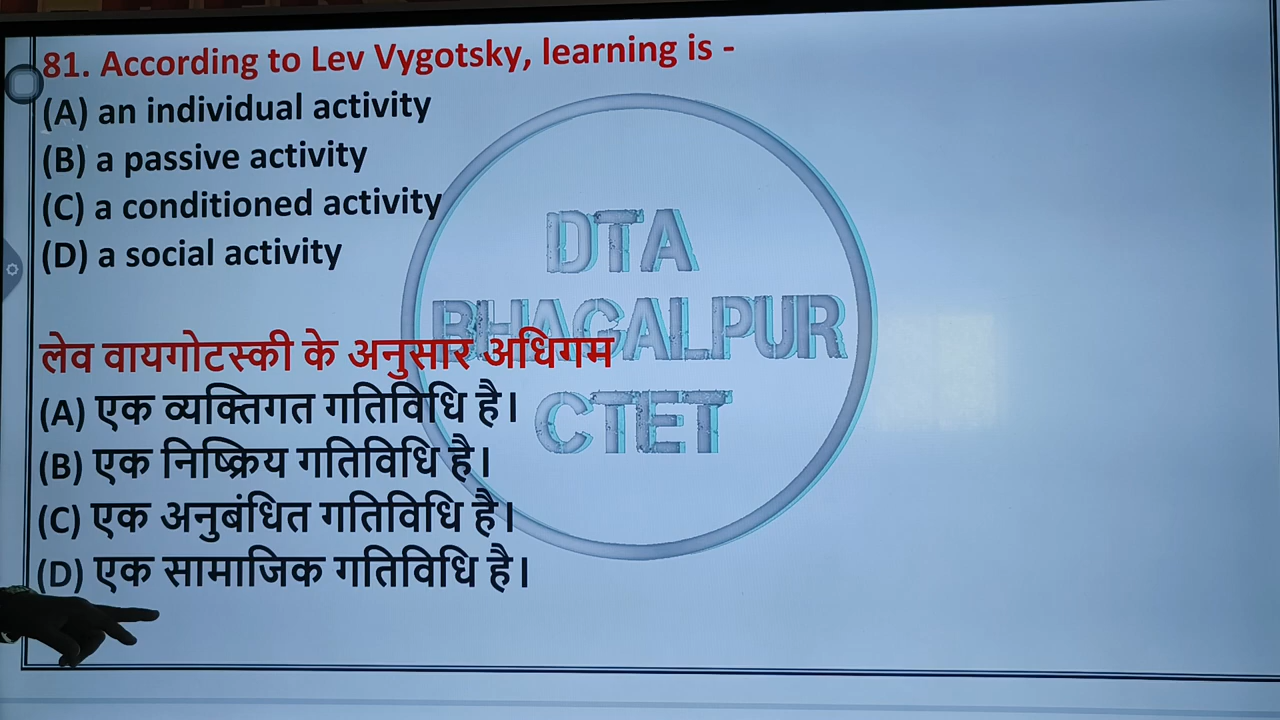 81. According to Lev Vygotsky, learning is -
(A) an individual activity
(B) a passive activity
(C) a conditioned activity
(D) a social activity
DTA
BHAGALPUR
CTET
लेव वायगोटस्की के अनुसार अधिगम
(A) एक व्यक्तिगत गतिविधि है।
(B) एक निष्क्रिय गतिविधि है।
(C) एक अनुबंधित गतिविधि है।
(D) एक सामाजिक गतिविधि है।